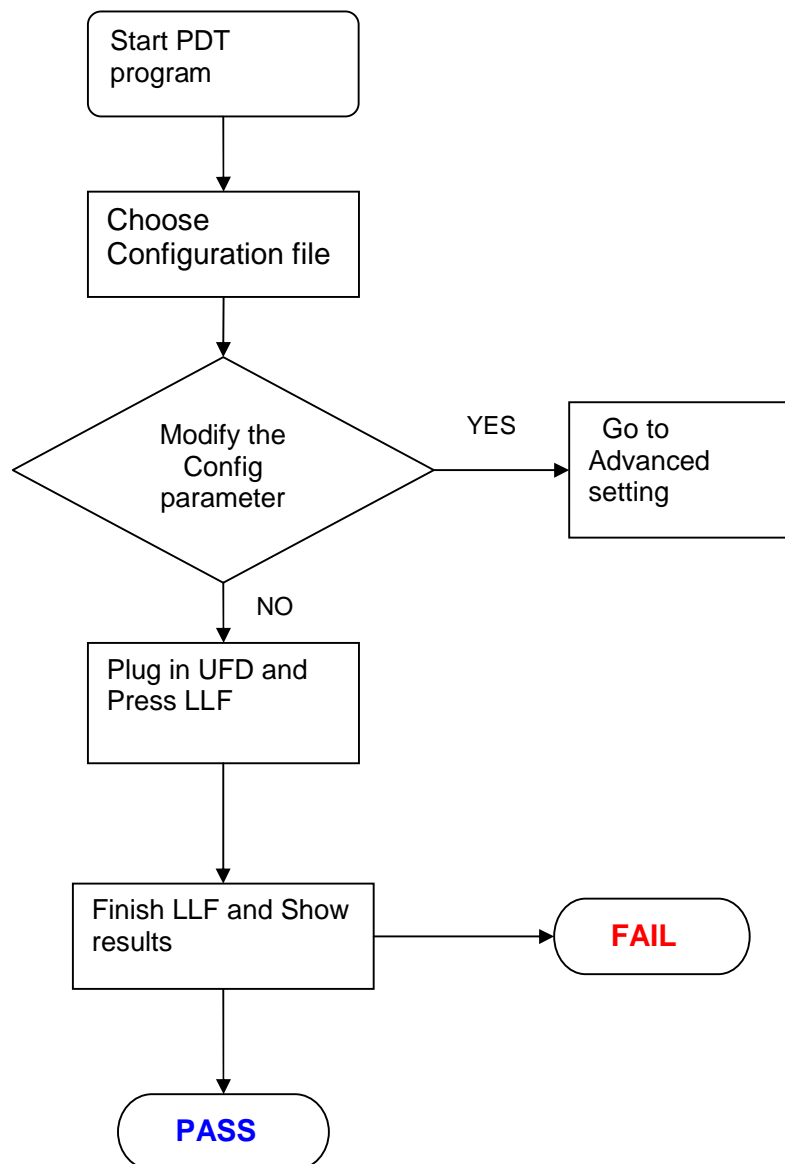 Start PDT
program
Choose
Configuration file
Modify the
Config
parameter
YES
Go to
Advanced
setting
NO
Plug in UFD and
Press LLF
Finish LLF and Show
results
FAIL
PASS